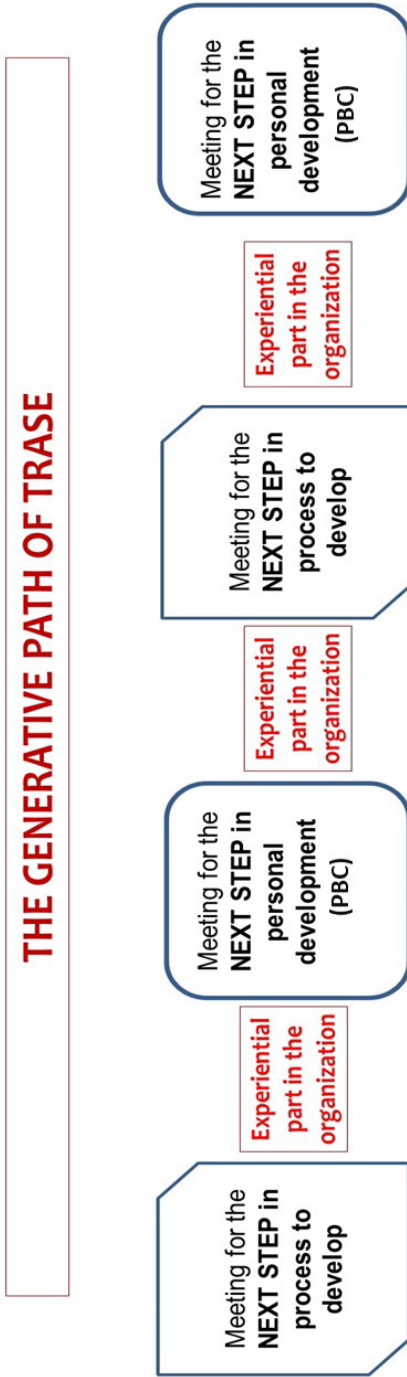 THE GENERATIVE PATH OF TRASE
Meeting for the
NEXT STEP in
process to
develop
Experiential
part in the
organization
Meeting for the
NEXT STEP in
personal
development
(PBC)
Experiential
part in the
organization
Meeting for the
NEXT STEP in
process to
develop
Experiential
part in the
organization
Meeting for the
NEXT STEP in
personal
development
(PBC)